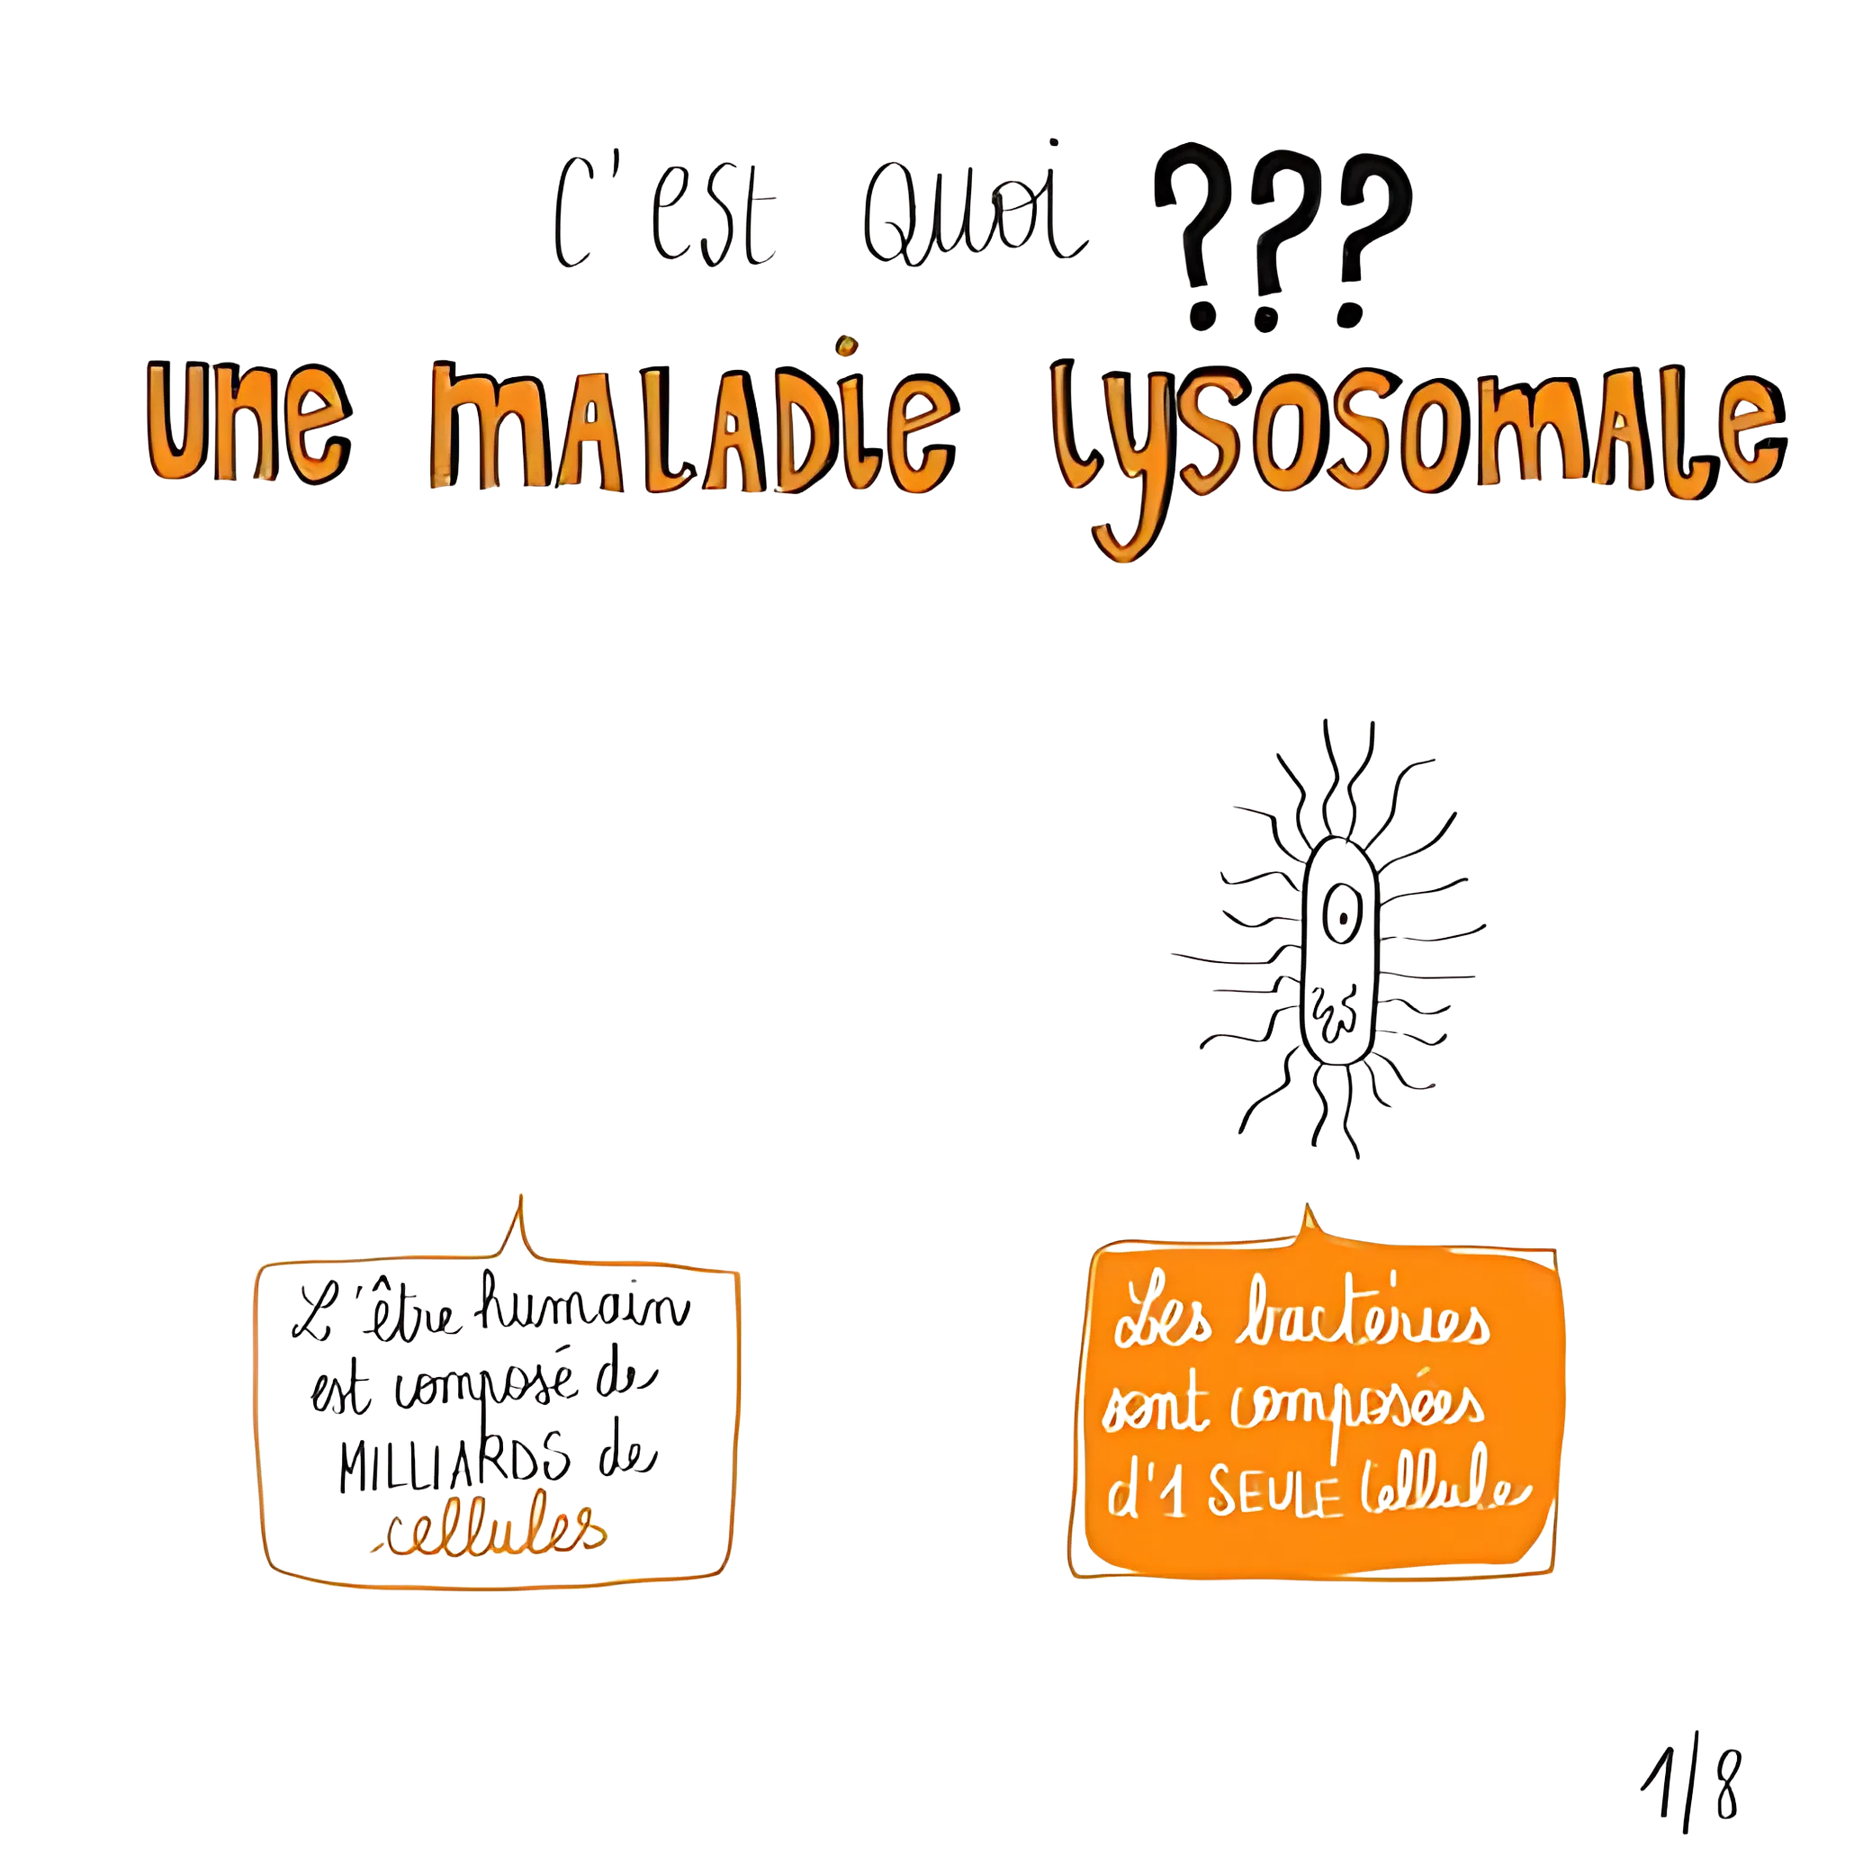 C'est quoi ???
une maladie lysosomale
L'être humain
est composé de
MILLIARDS de
cellules
Les bactéries
sont composées
d'1 SEULE Cellule
1/8